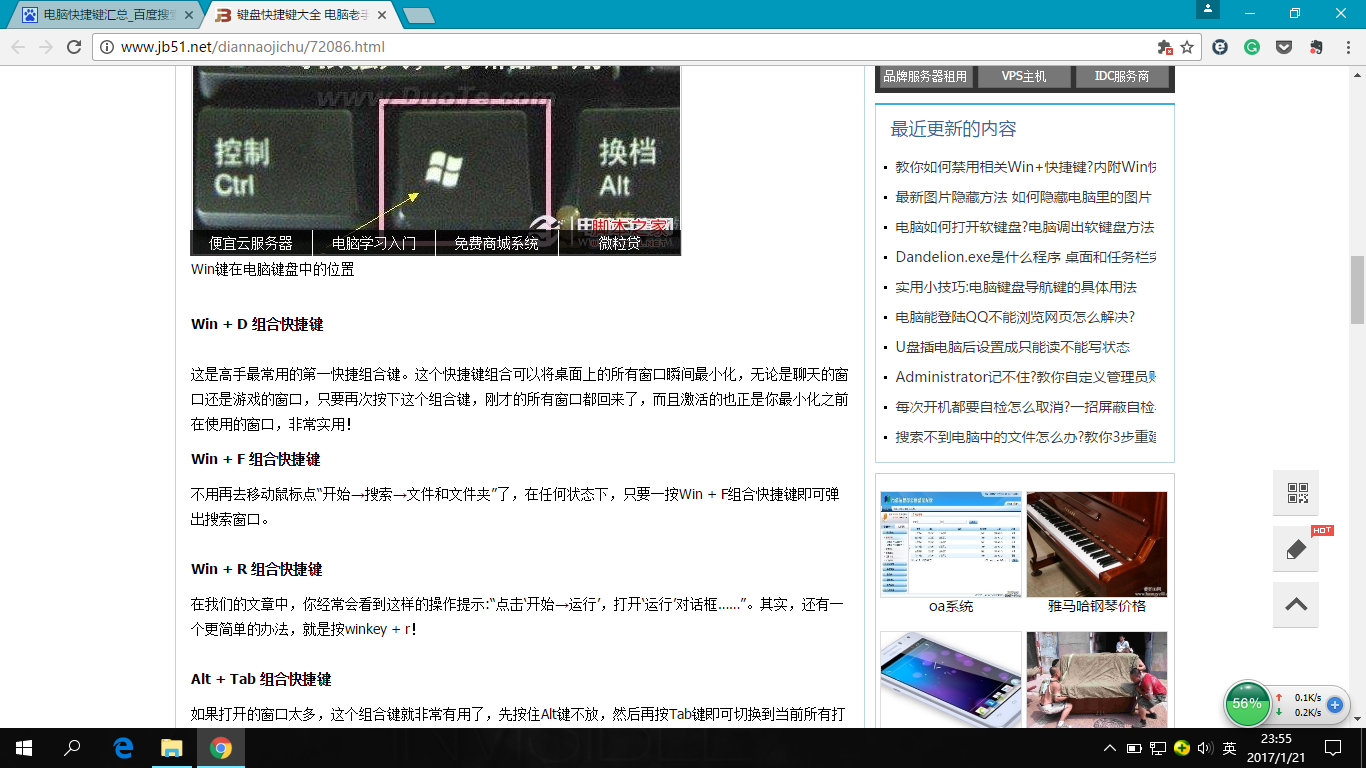 电脑快捷键汇总_百度搜
键盘快捷键大全 电脑老手
www.jb51.net/diannaojichu/72086.html
www.DuoTe.com
控制
Ctrl
换档
Alt
脚本之家
便宜云服务器
电脑学习入门
免费商城系统
微粒贷
Win键在电脑键盘中的位置
Win + D 组合快捷键
这是高手最常用的第一快捷组合键。这个快捷键组合可以将桌面上的所有窗口瞬间最小化，无论是聊天的窗
口还是游戏的窗口，只要再次按下这个组合键，刚才的所有窗口都回来了，而且激活的也正是你最小化之前
在使用的窗口，非常实用！
Win + F 组合快捷键
不用再去移动鼠标点“开始→搜索→文件和文件夹”了，在任何状态下，只要一按Win + F组合快捷键即可弹
出搜索窗口。
Win + R 组合快捷键
在我们的文章中，你经常会看到这样的操作提示:“点击‘开始→运行’，打开‘运行’对话框……”。其实，还有一
个更简单的办法，就是按winkey + r！
Alt + Tab 组合快捷键
如果打开的窗口太多，这个组合键就非常有用了，先按住Alt键不放，然后再按Tab键即可切换到当前所有打
品牌服务器租用
VPS主机
IDC服务商
最近更新的内容
教你如何禁用相关Win+快捷键?内附Win快
最新图片隐藏方法 如何隐藏电脑里的图片
电脑如何打开软键盘?电脑调出软键盘方法
Dandelion.exe是什么程序 桌面和任务栏突
实用小技巧:电脑键盘导航键的具体用法
电脑能登陆QQ不能浏览网页怎么解决?
U盘插电脑后设置成只能读不能写状态
Administrator记不住?教你自定义管理员账
每次开机都要自检怎么取消?一招屏蔽自检
搜索不到电脑中的文件怎么办?教你3步重建
oa系统
雅马哈钢琴价格
HOT
56%
0.1K/s
0.2K/s
英
23:55
2017/1/21